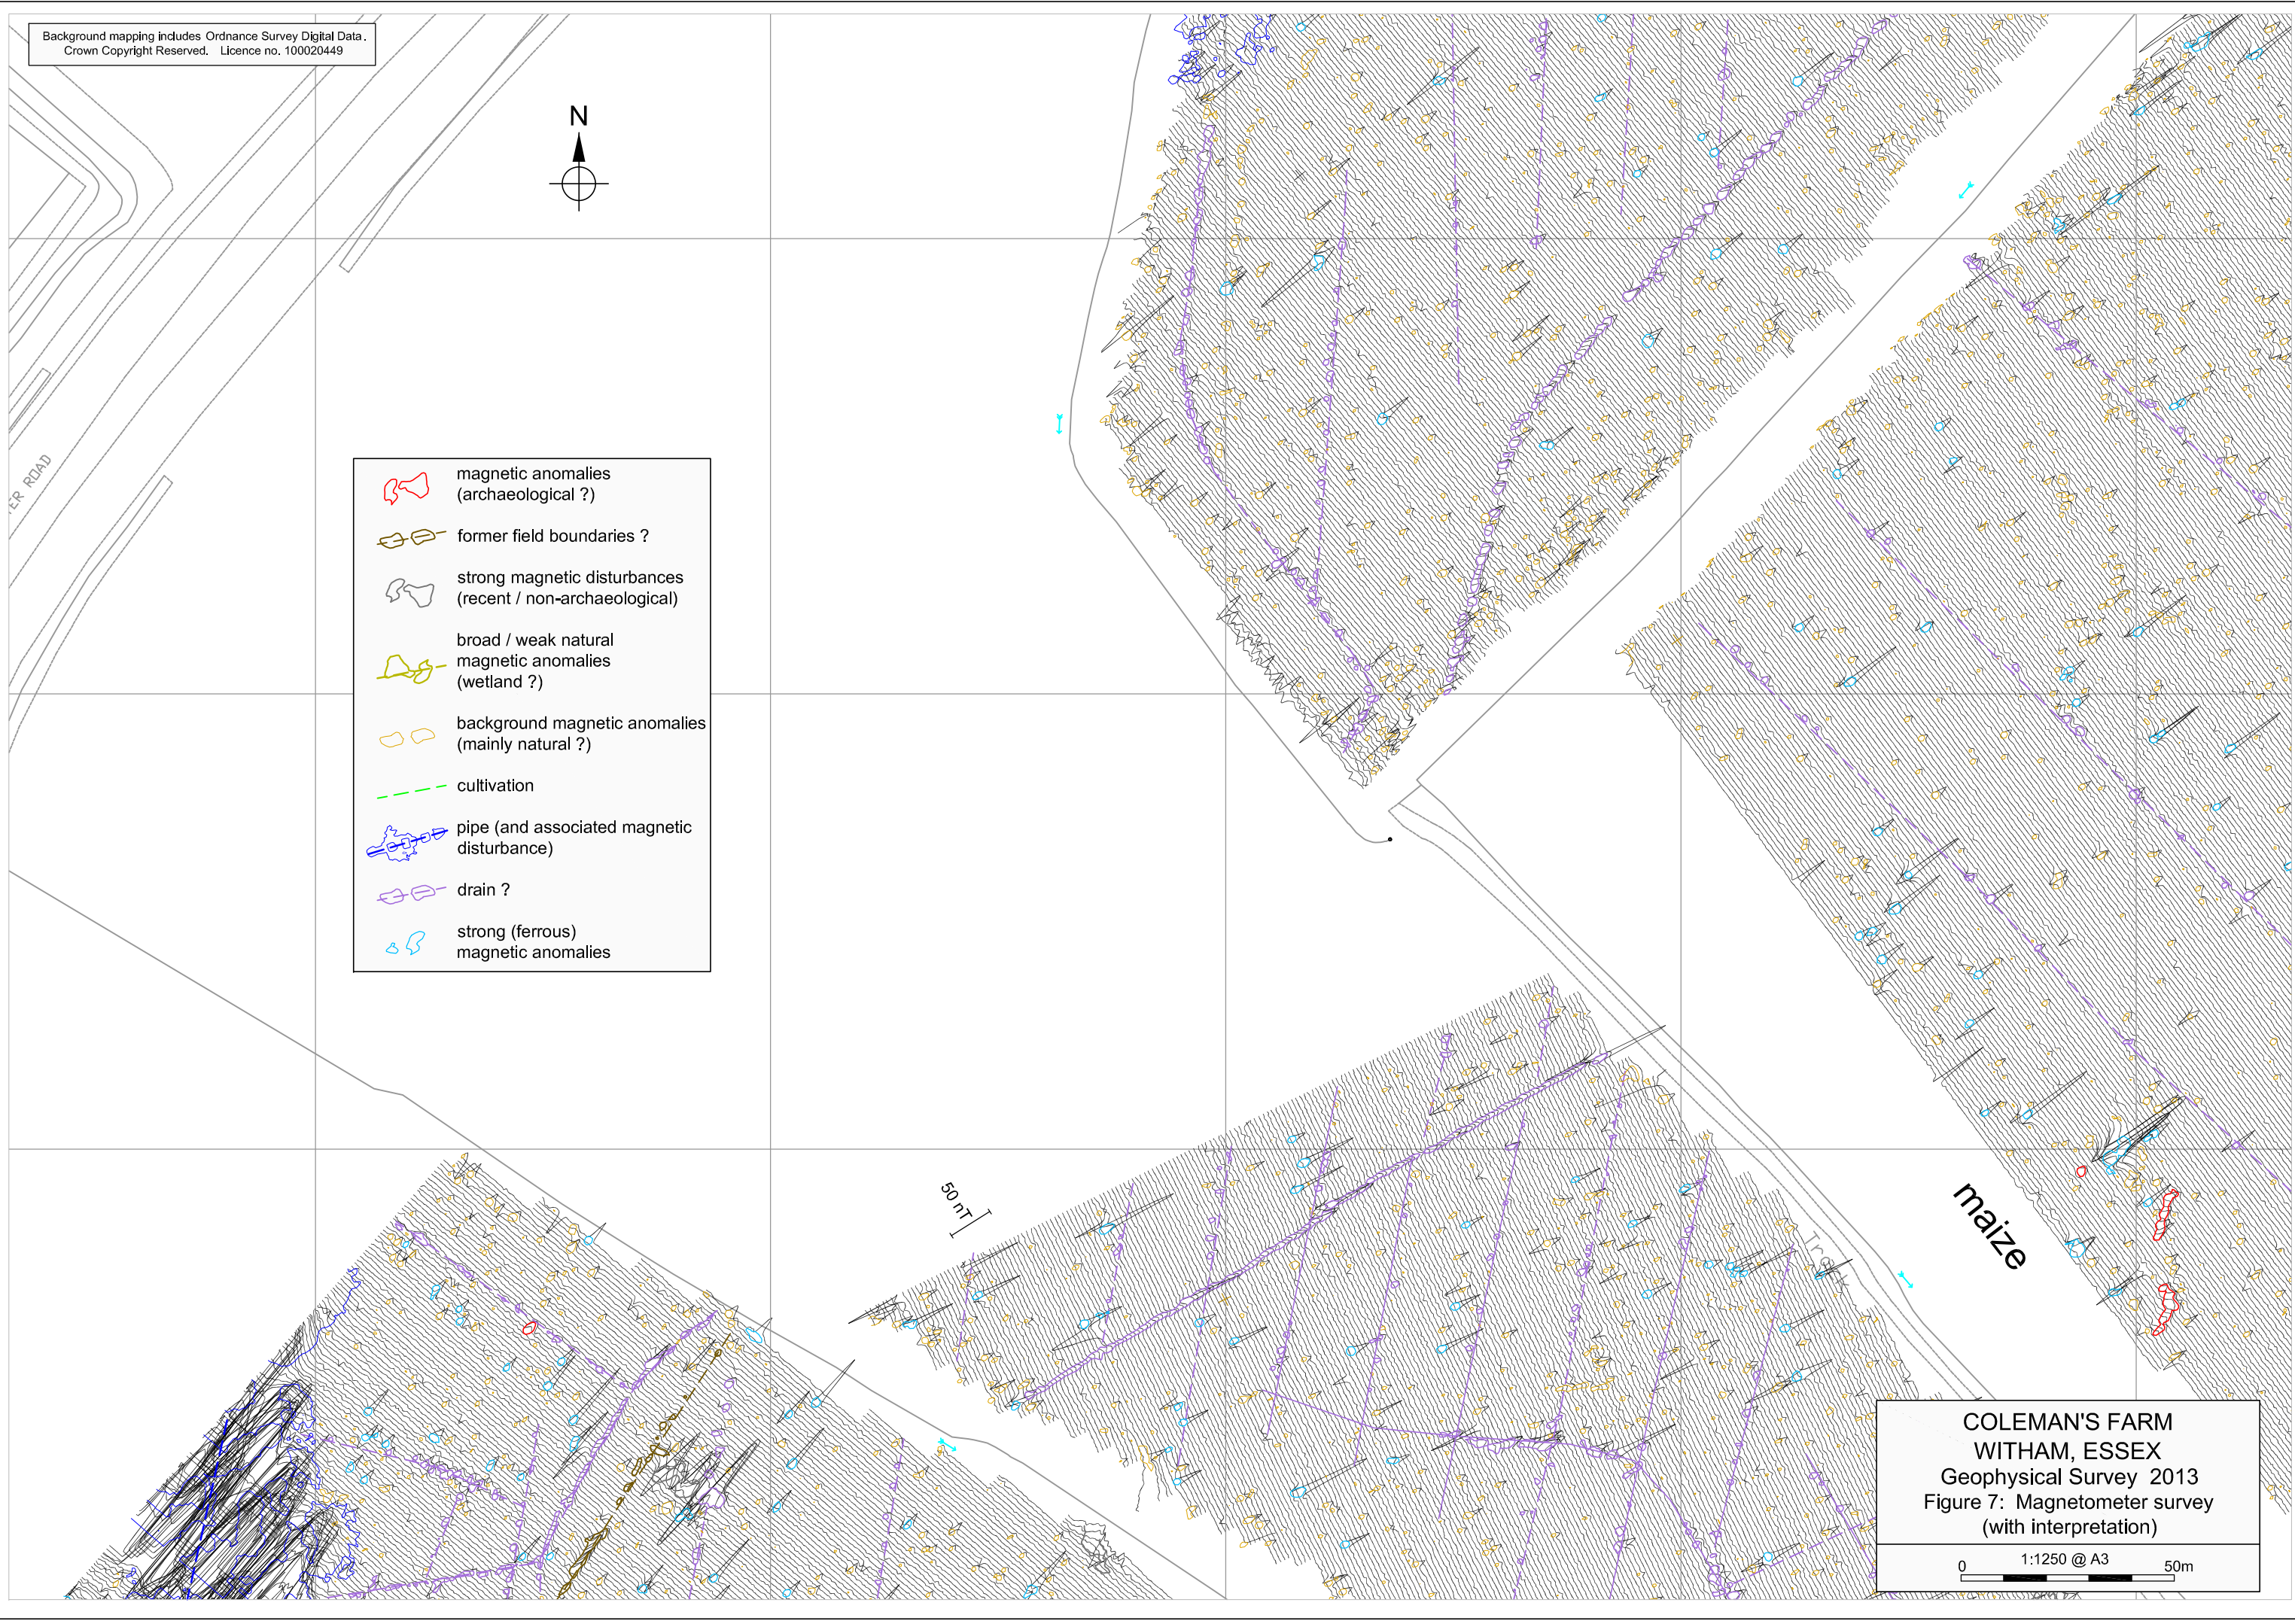 Background mapping includes Ordnance Survey Digital Data.
Crown Copyright Reserved. Licence no. 100020449
N
ER ROAD
magnetic anomalies
(archaeological ?)
former field boundaries ?
strong magnetic disturbances
(recent / non-archaeological)
broad / weak natural
magnetic anomalies
(wetland ?)
background magnetic anomalies
(mainly natural ?)
cultivation
pipe (and associated magnetic
disturbance)
drain ?
strong (ferrous)
magnetic anomalies
50 nT
Track
maize
COLEMAN'S FARM
WITHAM, ESSEX
Geophysical Survey 2013
Figure 7: Magnetometer survey
(with interpretation)
1:1250 @ A3
0 50m